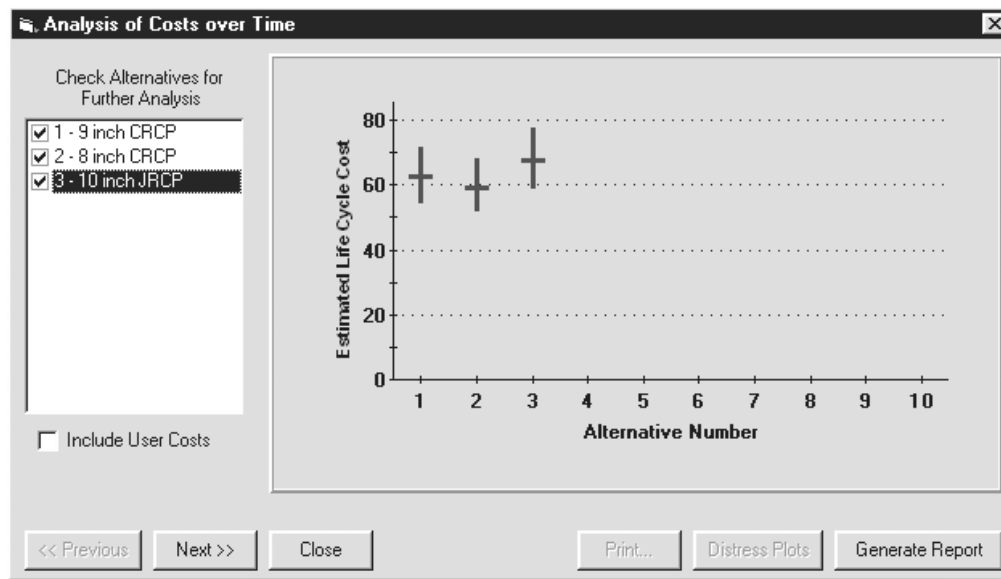 Analysis of Costs over Time
Check Alternatives for
Further Analysis
1 - 9 inch CRCP
2 - 8 inch CRCP
3 - 10 inch JRCP
Include User Costs
Estimated Life Cycle Cost
80
60
40
20
0
1 2 3 4 5 6 7 8 9 10
Alternative Number
<< Previous
Next >>
Close
Print...
Distress Plots
Generate Report